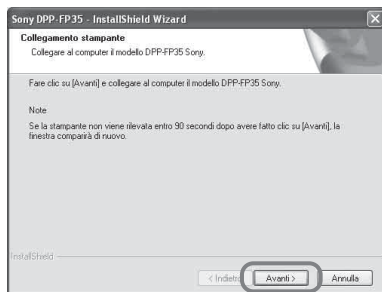 Sony DPP-FP35 - InstallShield Wizard
Collegamento stampante
Collegare al computer il modello DPP-FP35 Sony.
Fare clic su [Avanti] e collegare al computer il modello DPP-FP35 Sony.
Note
Se la stampante non viene rilevata entro 90 secondi dopo avere fatto clic su [Avanti], la
finestra comparirà di nuovo.
InstallShield
< Indietro Avanti > Annulla